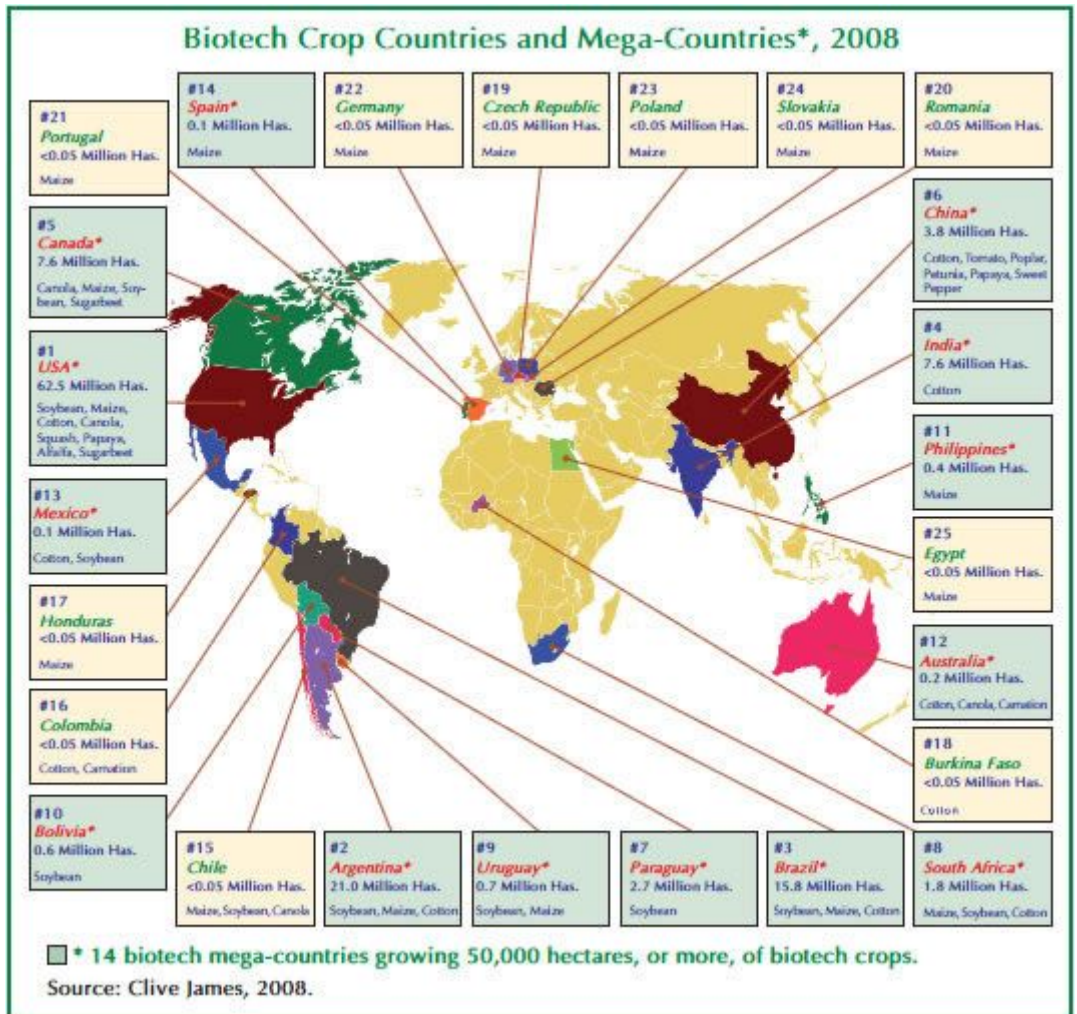 Biotech Crop Countries and Mega-Countries*, 2008
#21
Portugal
<0.05 Million Has.
Maize
#14
Spain*
0.1 Million Has.
Maize
#22
Germany
<0.05 Million Has.
Maize
#19
Czech Republic
<0.05 Million Has.
Maize
#23
Poland
<0.05 Million Has.
Maize
#24
Slovakia
<0.05 Million Has.
Maize
#20
Romania
<0.05 Million Has.
Maize
#5
Canada*
7.6 Million Has.
Canola, Maize, Soy-
bean, Sugarbeet
#1
USA*
62.5 Million Has.
Soybean, Maize,
Cotton, Canola,
Squash, Papaya,
Alfalfa, Sugarbeet
#13
Mexico*
0.1 Million Has.
Cotton, Soybean
#17
Honduras
<0.05 Million Has.
Maize
#16
Colombia
<0.05 Million Has.
Cotton, Carnation
#10
Bolivia*
0.6 Million Has.
Soybean
#6
China*
3.8 Million Has.
Cotton, Tomato, Poplar,
Petunia, Papaya, Sweet
Pepper
#4
India*
7.6 Million Has.
Cotton
#11
Philippines*
0.4 Million Has.
Maize
#25
Egypt
<0.05 Million Has.
Maize
#12
Australia*
0.2 Million Has.
Cotton, Canola, Carnation
#18
Burkina Faso
<0.05 Million Has.
Cotton
#15
Chile
<0.05 Million Has.
Maize, Soybean, Canola
#2
Argentina*
21.0 Million Has.
Soybean, Maize, Cotton
#9
Uruguay*
0.7 Million Has.
Soybean, Maize
#7
Paraguay*
2.7 Million Has.
Soybean
#3
Brazil*
15.8 Million Has.
Soybean, Maize, Cotton
#8
South Africa*
1.8 Million Has.
Maize, Soybean, Cotton
* 14 biotech mega-countries growing 50,000 hectares, or more, of biotech crops.
Source: Clive James, 2008.